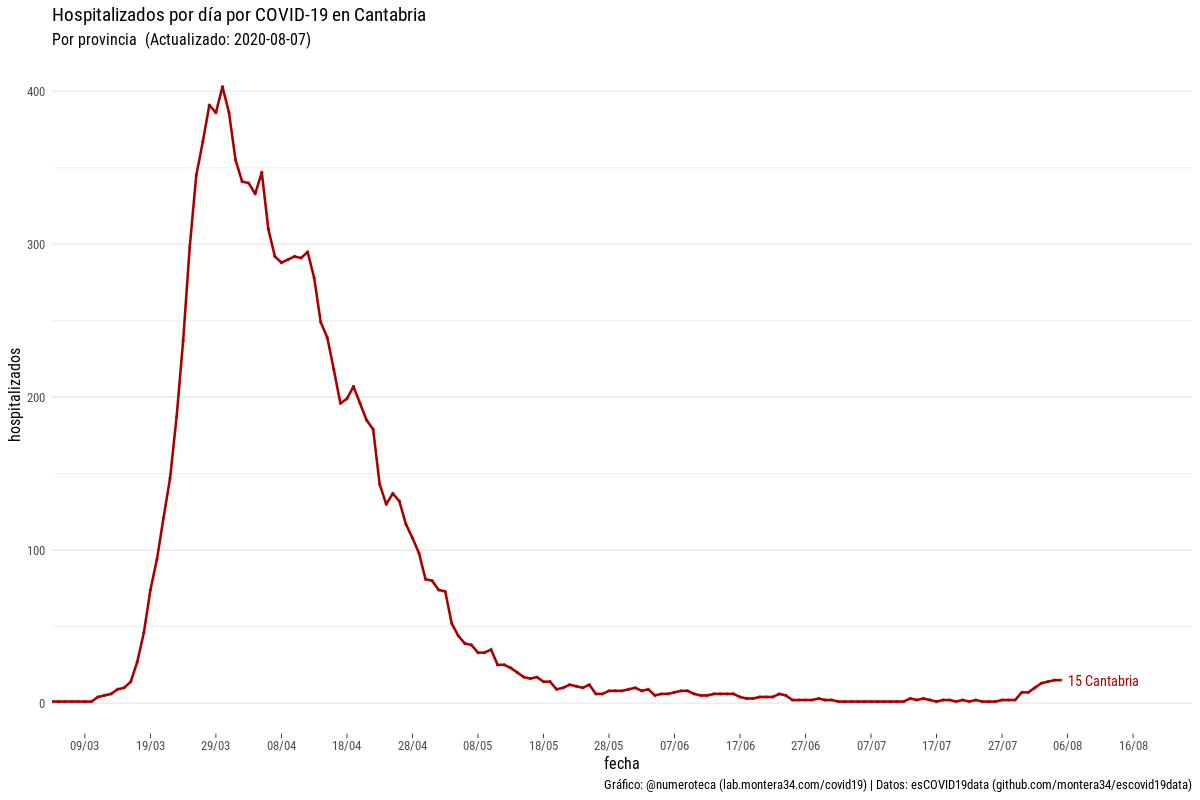 Hospitalizados por día por COVID-19 en Cantabria
Por provincia (Actualizado: 2020-08-07)
hospitalizados
400
300
200
100
0
15 Cantabria
09/03 19/03 29/03 08/04 18/04 28/04 08/05 18/05 28/05 07/06 17/06 27/06 07/07 17/07 27/07 06/08 16/08
fecha
Gráfico: @numeroteca (lab.montera34.com/covid19) | Datos: esCOVID19data (github.com/montera34/escovid19data)